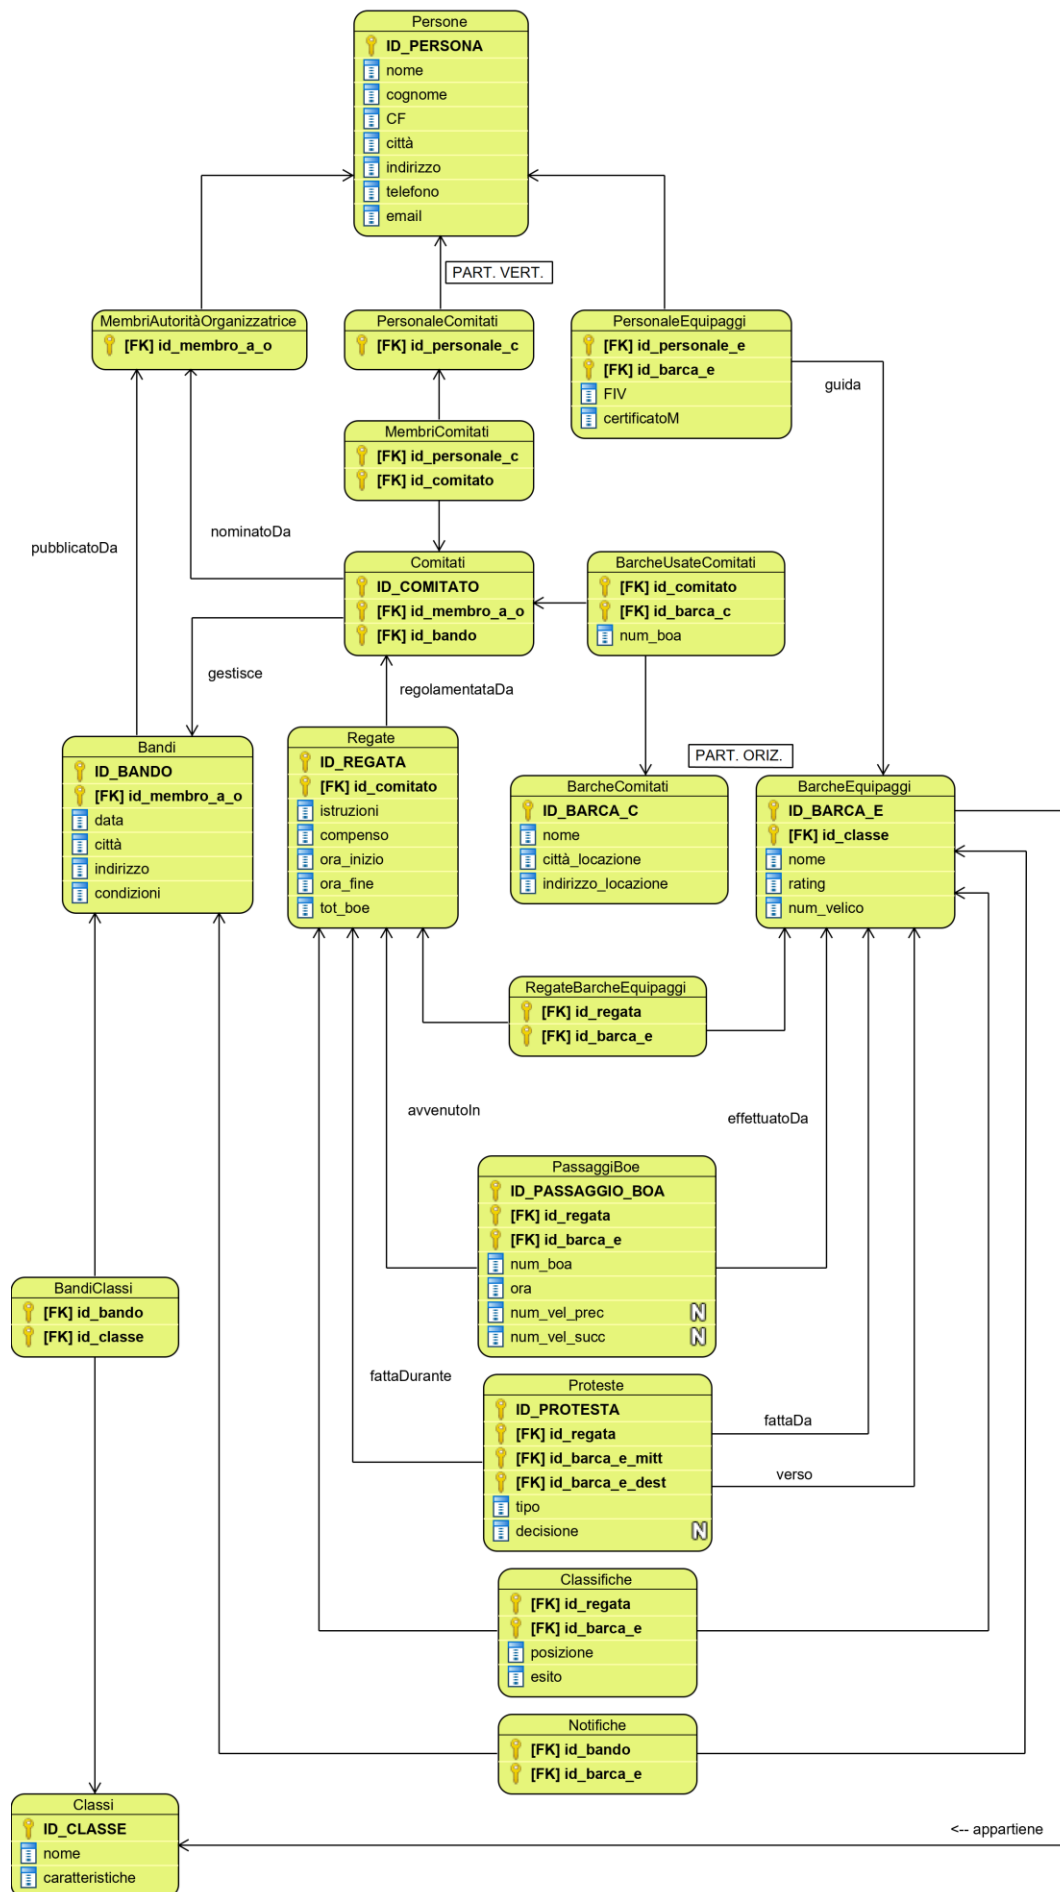 Persone
ID_PERSONA
nome
cognome
CF
città
indirizzo
telefono
email
PART. VERT.
MembriAutoritàOrganizzatrice
[FK] id_membro_a_o
PersonaleComitati
[FK] id_personale_c
PersonaleEquipaggi
[FK] id_personale_e
[FK] id_barca_e
FIV
certificatoM
guida
MembriComitati
[FK] id_personale_c
[FK] id_comitato
pubblicatoDa
nominatoDa
Comitati
ID_COMITATO
[FK] id_membro_a_o
[FK] id_bando
BarcheUsateComitati
[FK] id_comitato
[FK] id_barca_c
num_boa
gestisce
regolamentataDa
Bandi
ID_BANDO
[FK] id_membro_a_o
data
città
indirizzo
condizioni
Regate
ID_REGATA
[FK] id_comitato
istruzioni
compenso
ora_inizio
ora_fine
tot_boe
PART. ORIZ.
BarcheComitati
ID_BARCA_C
nome
città_locazione
indirizzo_locazione
BarcheEquipaggi
ID_BARCA_E
[FK] id_classe
nome
rating
num_velico
RegateBarcheEquipaggi
[FK] id_regata
[FK] id_barca_e
avvenutoIn
effettuatoDa
PassaggiBoe
ID_PASSAGGIO_BOA
[FK] id_regata
[FK] id_barca_e
num_boa
ora
num_vel_prec N
num_vel_succ N
BandiClassi
[FK] id_bando
[FK] id_classe
fattaDurante
Proteste
ID_PROTESTA
[FK] id_regata
[FK] id_barca_e_mitt
[FK] id_barca_e_dest
tipo
decisione N
fattaDa
verso
Classifiche
[FK] id_regata
[FK] id_barca_e
posizione
esito
Notifiche
[FK] id_bando
[FK] id_barca_e
Classi
ID_CLASSE
nome
caratteristiche
<-- appartiene